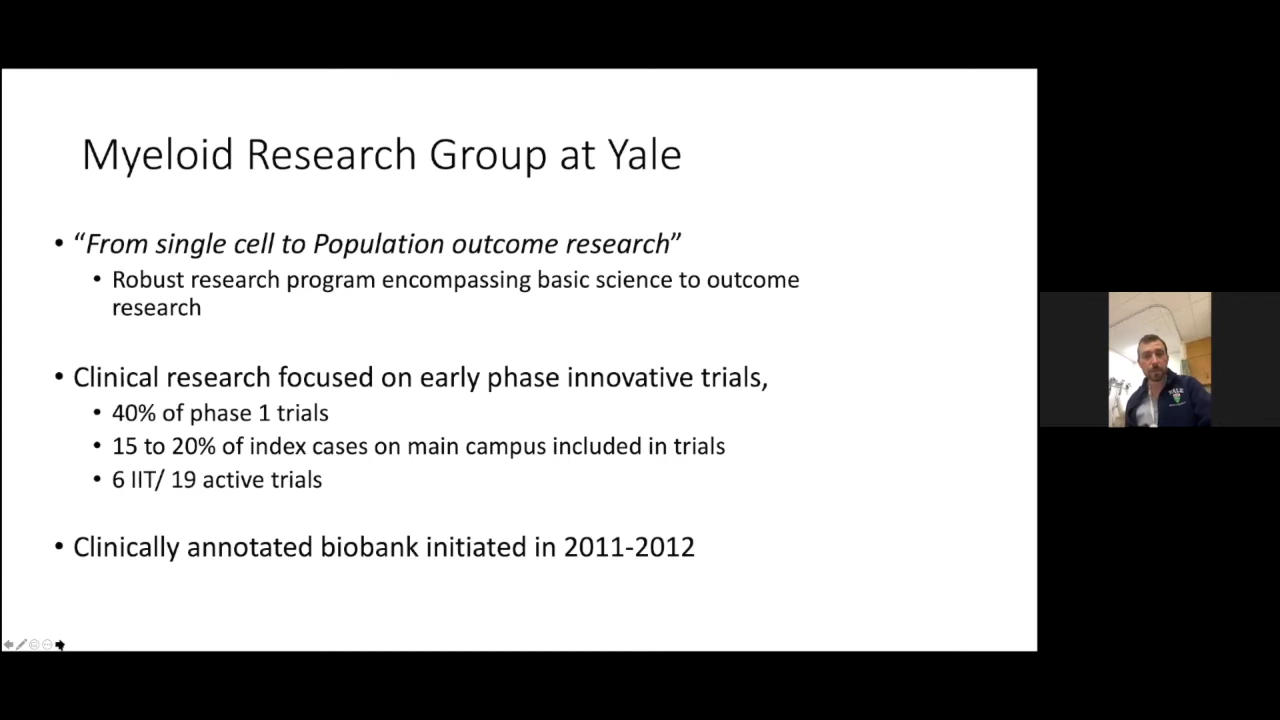 Myeloid Research Group at Yale
• “From single cell to Population outcome research”
• Robust research program encompassing basic science to outcome
research
• Clinical research focused on early phase innovative trials,
• 40% of phase 1 trials
• 15 to 20% of index cases on main campus included in trials
• 6 IIT/ 19 active trials
• Clinically annotated biobank initiated in 2011-2012
YALE